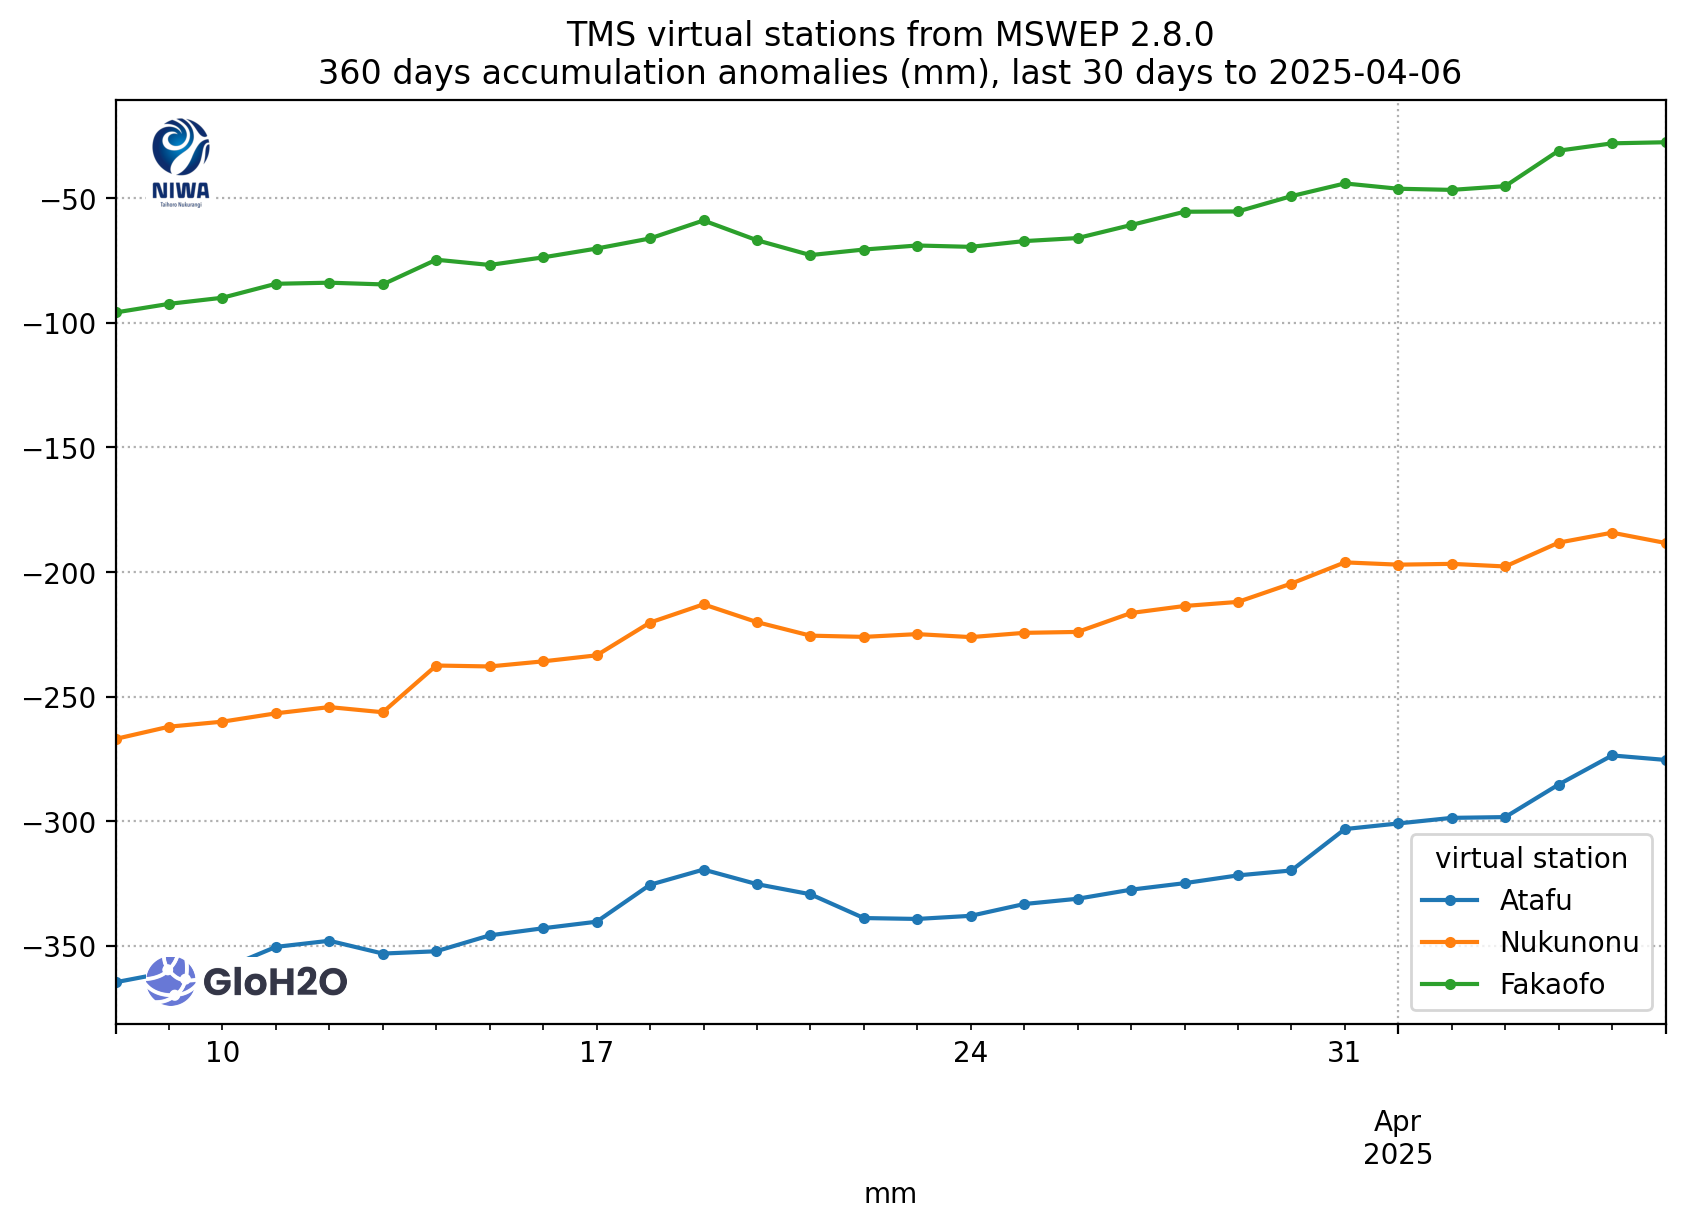 TMS virtual stations from MSWEP 2.8.0
360 days accumulation anomalies (mm), last 30 days to 2025-04-06
NIWA
Taihoro Nukurangi
−50
−100
−150
−200
−250
−300
−350
GloH2O
virtual station
Atafu
Nukunonu
Fakaofo
10 17 24 31
Apr
2025
mm